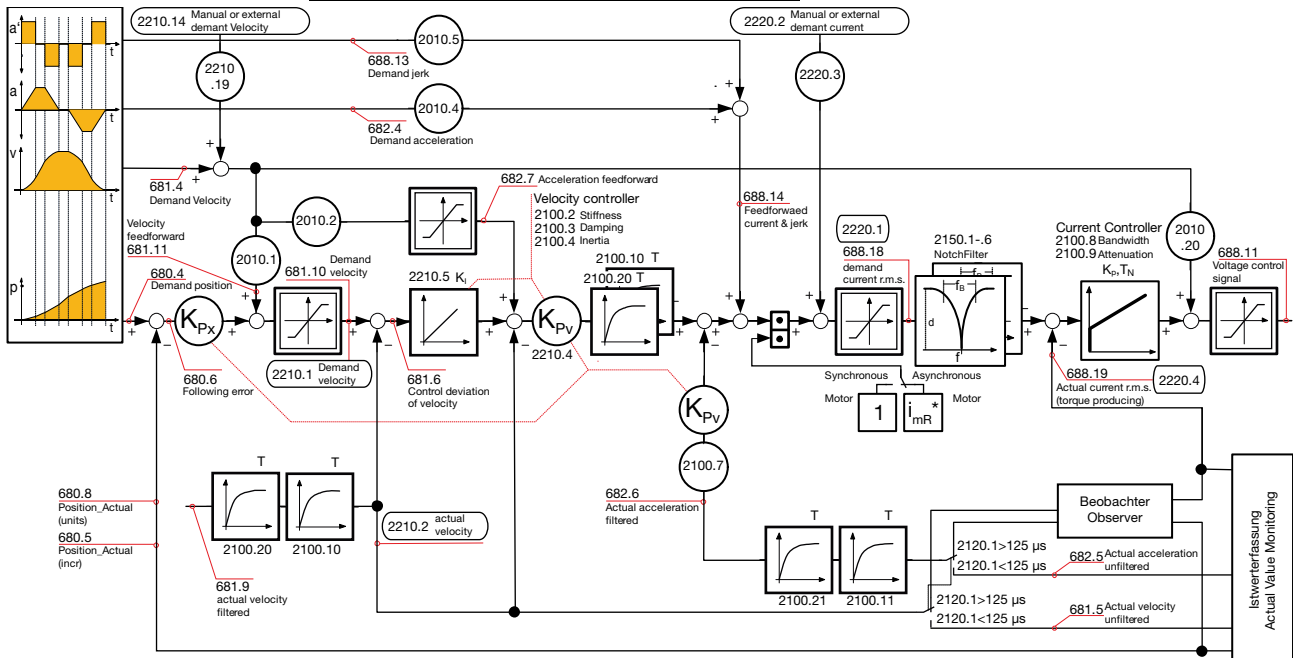 2210.14 Manual or external
demant Velocity
2220.2 Manual or external
demant current
a'
t
2010.5
688.13
Demand jerk
2210
.19
2220.3
a
t
2010.4
682.4
Demand acceleration
v
t
681.4
Demand Velocity
682.7 Acceleration feedforward
Velocity controller
2100.2 Stiffness
2100.3 Damping
2100.4 Inertia
688.14
Feedforwaed
current & jerk
2010.2
Velocity
feedforward
681.11
2010.1
2220.1
688.18
demand
current r.m.s.
2150.1-.6
NotchFilter
Current Controller
2100.8 Bandwidth
2100.9 Attenuation
2010
.20
688.11
Voltage control
signal
680.4
Demand position
681.10 Demand
velocity
2210.5 KI
2100.10 T
2100.20 T
KP, TN
p
t
KPx
KPv
2210.4
fB
d
f
2210.1 Demand
velocity
680.6
Following error
681.6
Control deviation
of velocity
688.19
Actual current r.m.s.
(torque producing)
2220.4
Synchronous Asynchronous
Motor 1 imR* Motor
KPv
2100.7
T T
680.8
Position_Actual
(units)
680.5
Position_Actual
(incr)
2210.2 actual
velocity
682.6
Actual acceleration
filtered
Beobachter
Observer
Istwerterfassung
Actual Value Monitoring
2100.20 2100.10
681.9
actual velocity
filtered
T T
2120.1>125 µs
2120.1<125 µs
682.5 Actual acceleration
unfiltered
2100.21 2100.11
2120.1>125 µs
2120.1<125 µs
681.5 Actual velocity
unfiltered